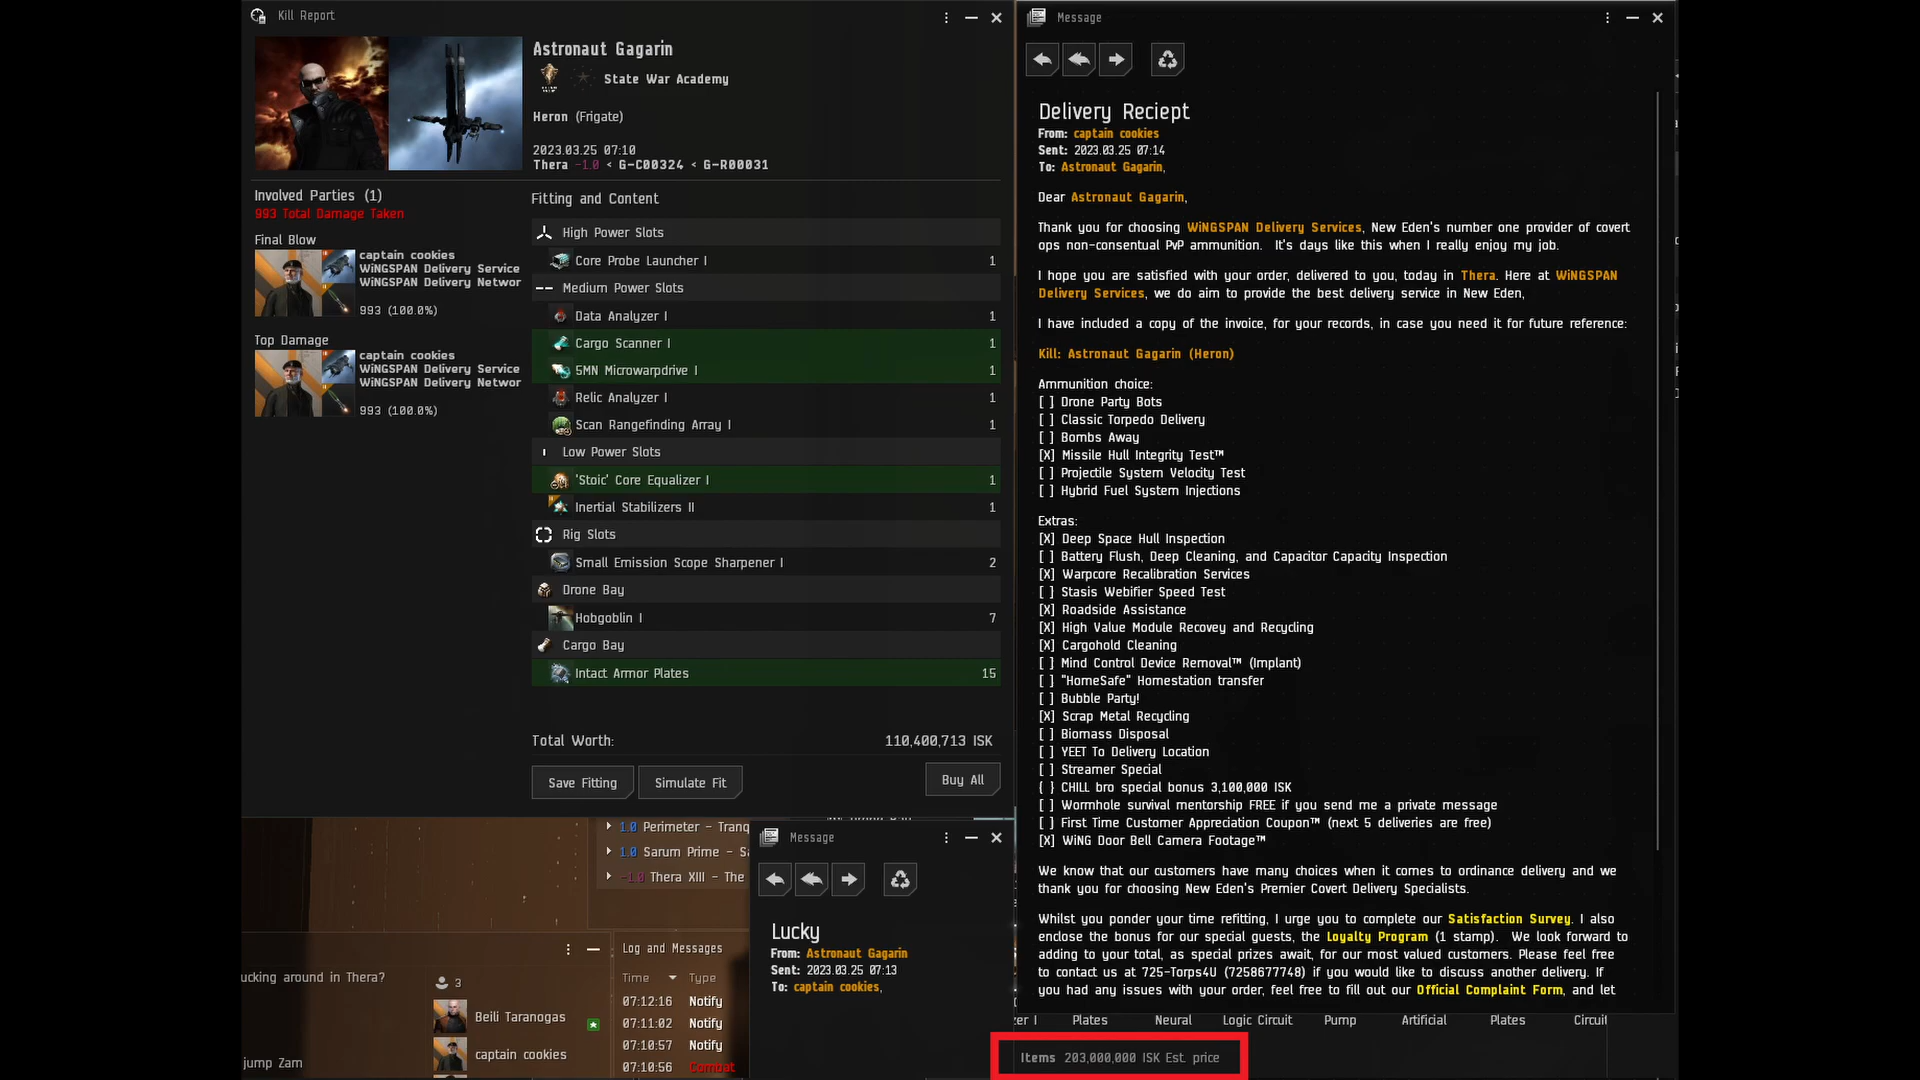 Kill Report
Astronaut Gagarin
State War Academy
Heron (Frigate)
2023.03.25 07:10
Thera -1.0 < G-C00324 < G-R00031
Involved Parties (1)
993 Total Damage Taken
Final Blow
captain cookies
WiNGSPAN Delivery Service
WiNGSPAN Delivery Networ
993 (100.0%)
Top Damage
captain cookies
WiNGSPAN Delivery Service
WiNGSPAN Delivery Networ
993 (100.0%)
Fitting and Content
High Power Slots
Core Probe Launcher I 1
Medium Power Slots
Data Analyzer I 1
Cargo Scanner I 1
5MN Microwarpdrive I 1
Relic Analyzer I 1
Scan Rangefinding Array I 1
Low Power Slots
'Stoic' Core Equalizer I 1
Inertial Stabilizers II 1
Rig Slots
Small Emission Scope Sharpener I 2
Drone Bay
Hobgoblin I 7
Cargo Bay
Intact Armor Plates 15
Total Worth: 110,400,713 ISK
Save Fitting
Simulate Fit
Buy All
Message
Delivery Reciept
From: captain cookies
Sent: 2023.03.25 07:14
To: Astronaut Gagarin,
Dear Astronaut Gagarin,
Thank you for choosing WiNGSPAN Delivery Services, New Eden's number one provider of covert
ops non-consentual PvP ammunition. It's days like this when I really enjoy my job.
I hope you are satisfied with your order, delivered to you, today in Thera. Here at WiNGSPAN
Delivery Services, we do aim to provide the best delivery service in New Eden,
I have included a copy of the invoice, for your records, in case you need it for future reference:
Kill: Astronaut Gagarin (Heron)
Ammunition choice:
[ ] Drone Party Bots
[ ] Classic Torpedo Delivery
[ ] Bombs Away
[X] Missile Hull Integrity Test™
[ ] Projectile System Velocity Test
[ ] Hybrid Fuel System Injections
Extras:
[X] Deep Space Hull Inspection
[ ] Battery Flush, Deep Cleaning, and Capacitor Capacity Inspection
[X] Warpcore Recalibration Services
[ ] Stasis Webifier Speed Test
[X] Roadside Assistance
[X] High Value Module Recovey and Recycling
[X] Cargohold Cleaning
[ ] Mind Control Device Removal™ (Implant)
[ ] "HomeSafe" Homestation transfer
[ ] Bubble Party!
[X] Scrap Metal Recycling
[ ] Biomass Disposal
[ ] YEET To Delivery Location
[ ] Streamer Special
{ } CHILL bro special bonus 3,100,000 ISK
[ ] Wormhole survival mentorship FREE if you send me a private message
[ ] First Time Customer Appreciation Coupon™ (next 5 deliveries are free)
[X] WiNG Door Bell Camera Footage™
We know that our customers have many choices when it comes to ordinance delivery and we
thank you for choosing New Eden's Premier Covert Delivery Specialists.
Whilst you ponder your time refitting, I urge you to complete our Satisfaction Survey. I also
enclose the bonus for our special guests, the Loyalty Program (1 stamp). We look forward to
adding to your total, as special prizes await, for our most valued customers. Please feel free
to contact us at 725-Torps4U (7258677748) if you would like to discuss another delivery. If
you had any issues with your order, feel free to fill out our Official Complaint Form, and let
1.0 Perimeter - Tranq
1.0 Sarum Prime - Sa
-1.0 Thera XIII - The
Message
Lucky
From: Astronaut Gagarin
Sent: 2023.03.25 07:13
To: captain cookies,
ucking around in Thera?
jump Zam
3
Beili Taranogas
captain cookies
Log and Messages
Time Type
07:12:16 Notify
07:11:02 Notify
07:10:57 Notify
07:10:56 Combat
zer I Plates Neural Logic Circuit Pump Artificial Plates Circuit
Items 203,000,000 ISK Est. price